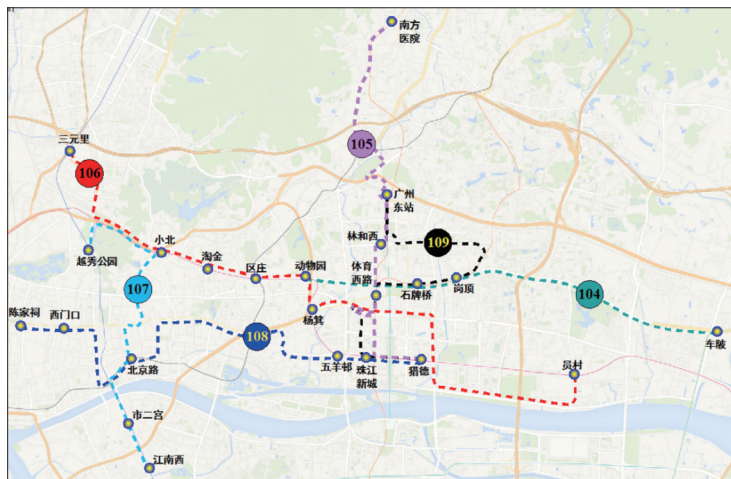 南方
医院
三元里
105
106
广州
东站
小北
林和西
109
越秀公园
淘金
区庄
动物园
体育
西路
石牌桥
岗顶
107
104
陈家祠
西门口
杨箕
108
车陂
北京路
五羊邨
珠江
新城
猎德
员村
市二宫
江南西